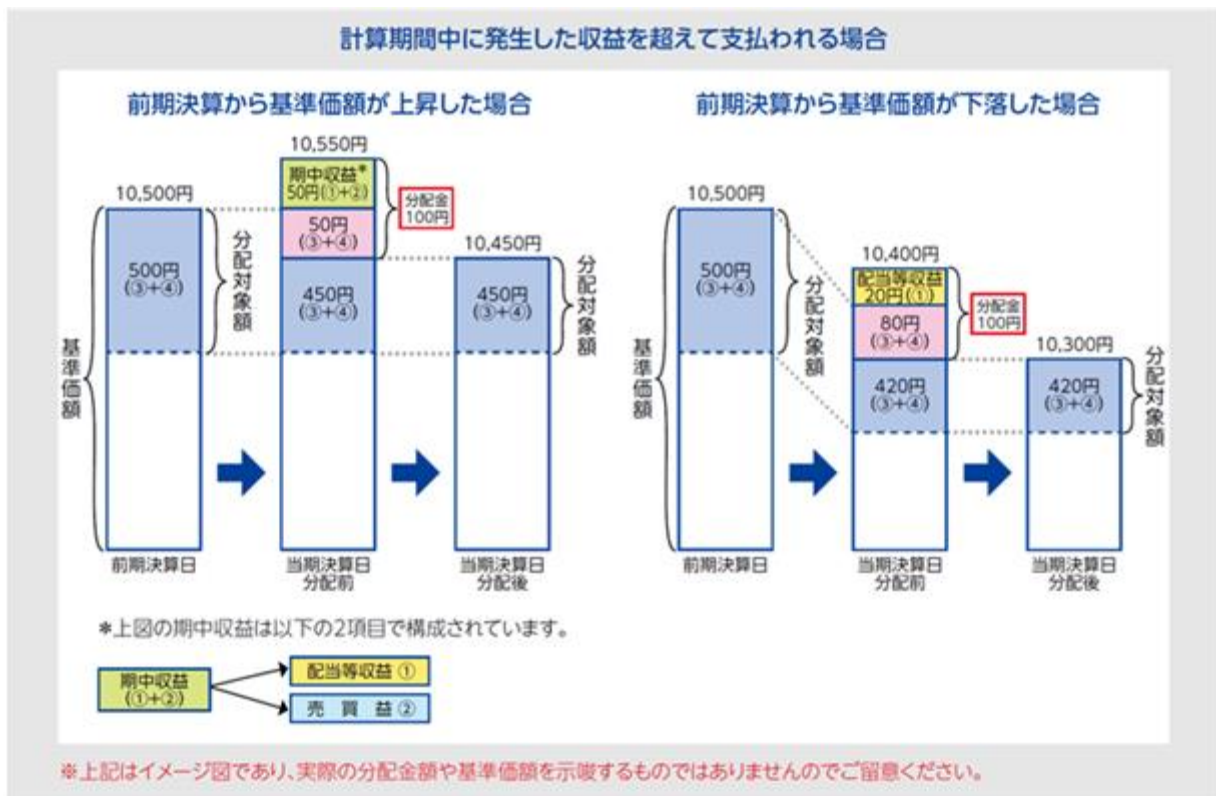 計算期間中に発生した収益を超えて支払われる場合
前期決算から基準価額が上昇した場合
10,500円
500円
(③+④)
分配対象額
基準価額
前期決算日
10,550円
期中収益*
50円(①+②)
50円
(③+④)
450円
(③+④)
分配金
100円
当期決算日
分配前
10,450円
450円
(③+④)
分配対象額
当期決算日
分配後
前期決算から基準価額が下落した場合
10,500円
500円
(③+④)
分配対象額
基準価額
前期決算日
10,400円
配当等収益
20円(①)
80円
(③+④)
420円
(③+④)
分配金
100円
当期決算日
分配前
10,300円
420円
(③+④)
分配対象額
当期決算日
分配後
*上図の期中収益は以下の2項目で構成されています。
期中収益
(①+②)
配当等収益 ①
売 買 益 ②
※上記はイメージ図であり、実際の分配金額や基準価額を示唆するものではありませんのでご留意ください。